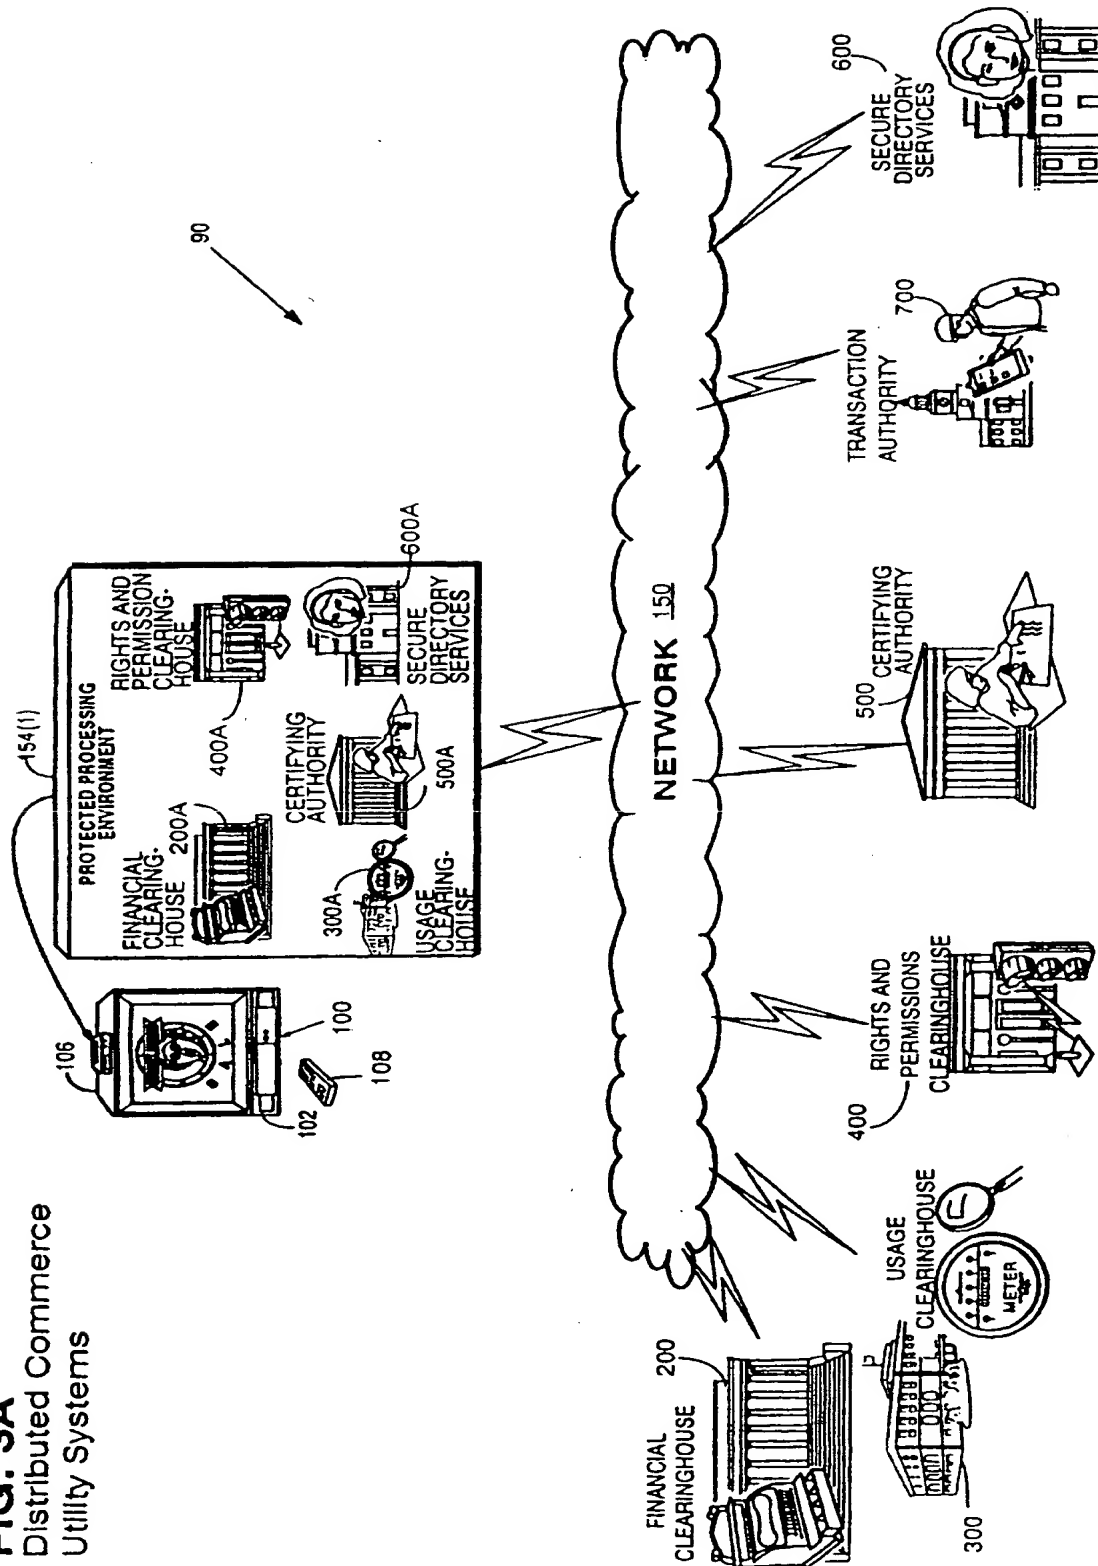 FIG. 3A
Distributed Commerce
Utility Systems
90
154(1)
106
100
102
108
PROTECTED PROCESSING
ENVIRONMENT
FINANCIAL
CLEARING-
HOUSE
200A
RIGHTS AND
PERMISSION
CLEARING-
HOUSE
400A
300A
USAGE
CLEARING-
HOUSE
CERTIFYING
AUTHORITY
500A
600A
SECURE
DIRECTORY
SERVICES
NETWORK 150
FINANCIAL
CLEARINGHOUSE
200
300
USAGE
CLEARINGHOUSE
METER
400
RIGHTS AND
PERMISSIONS
CLEARINGHOUSE
500
CERTIFYING
AUTHORITY
TRANSACTION
AUTHORITY
700
SECURE
DIRECTORY
SERVICES
600